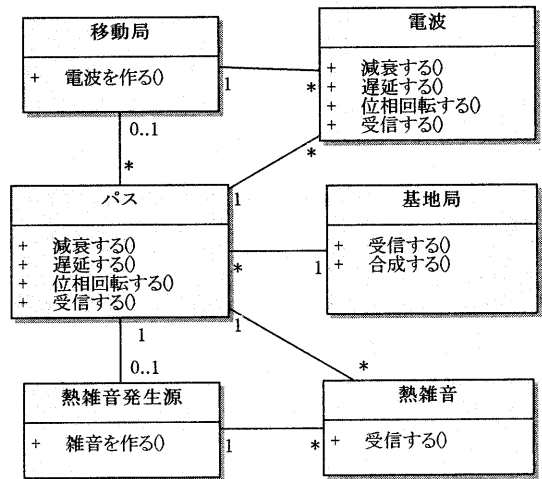 移動局
+ 電波を作る()
電波
+ 減衰する()
+ 遅延する()
+ 位相回転する()
+ 受信する()
1
*
0..1
*
*
1
パス
+ 減衰する()
+ 遅延する()
+ 位相回転する()
+ 受信する()
基地局
+ 受信する()
+ 合成する()
*
1
1
1
0..1
*
熱雑音発生源
+ 雑音を作る()
熱雑音
+ 受信する()
1
*